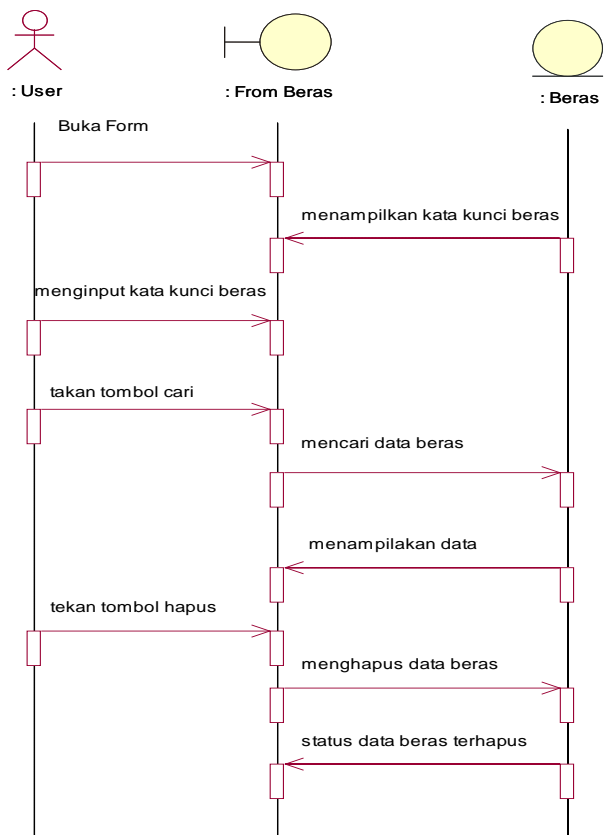 : User
: From Beras
: Beras
Buka Form
menampilkan kata kunci beras
menginput kata kunci beras
takan tombol cari
mencari data beras
menampilakan data
tekan tombol hapus
menghapus data beras
status data beras terhapus